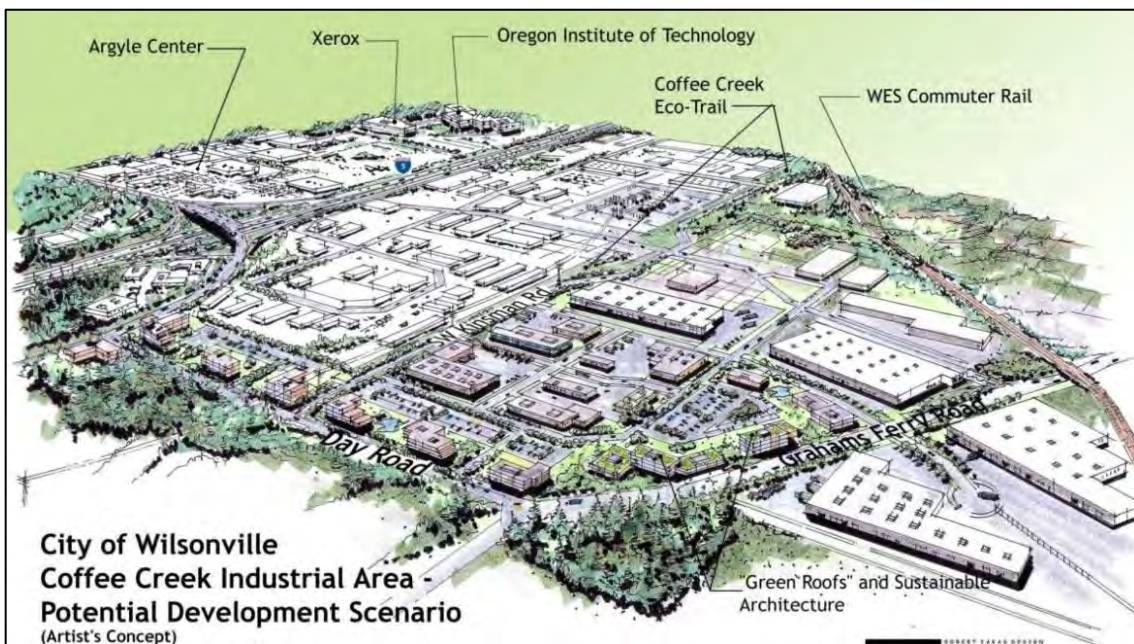 Argyle Center
Xerox
Oregon Institute of Technology
Coffee Creek
Eco-Trail
WES Commuter Rail
5
SW Kinsman Rd
Day Road
Grahams Ferry Road
"Green Roofs" and Sustainable
Architecture
City of Wilsonville
Coffee Creek Industrial Area -
Potential Development Scenario
(Artist's Concept)